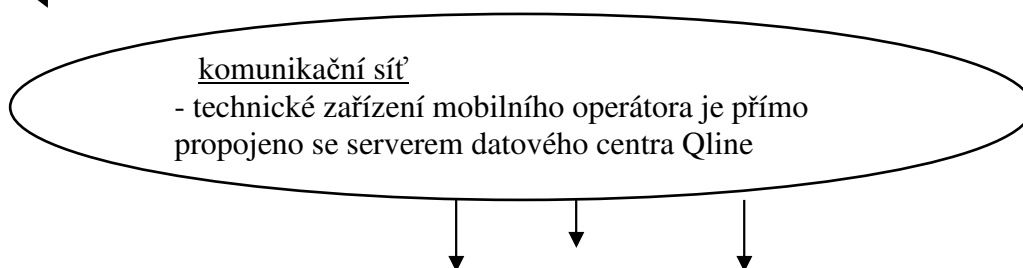 komunikační síť
- technické zařízení mobilního operátora je přímo
propojeno se serverem datového centra Qline